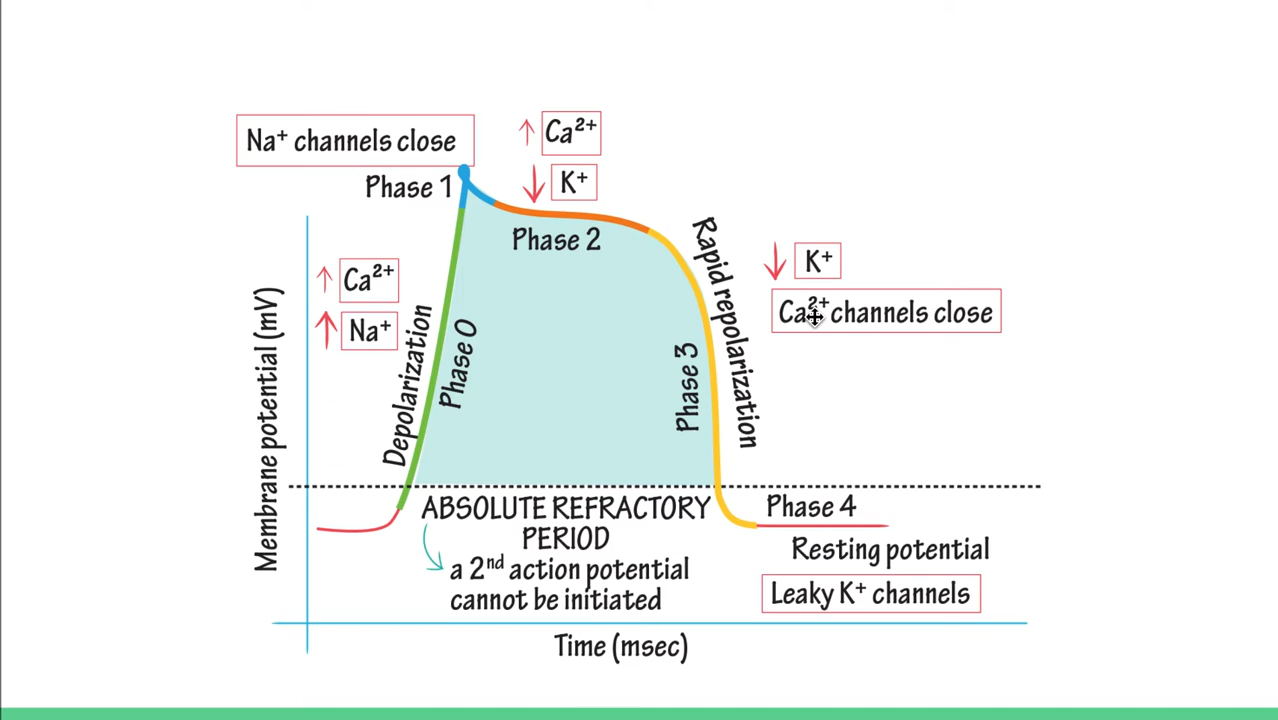 Na⁺ channels close
↑ Ca²⁺
↓ K⁺
Phase 1
Phase 2
↑ Ca²⁺
↑ Na⁺
Depolarization
Phase 0
Phase 3
Rapid repolarization
↓ K⁺
Ca²⁺ channels close
Membrane potential (mV)
ABSOLUTE REFRACTORY
PERIOD
a 2ⁿᵈ action potential
cannot be initiated
Phase 4
Resting potential
Leaky K⁺ channels
Time (msec)